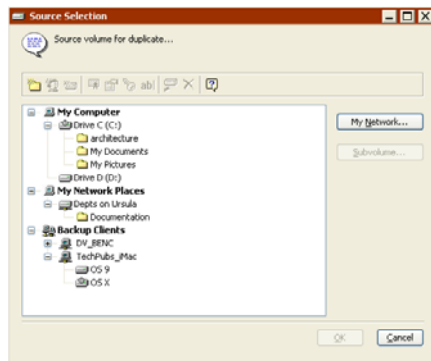 Source Selection
Source volume for duplicate...
ab|
My Computer
Drive C (C:)
architecture
My Documents
My Pictures
Drive D (D:)
My Network Places
Depts on Ursula
Documentation
Backup Clients
DV_BENC
TechPubs_iMac
OS 9
OS X
My Network...
Subvolume...
OK
Cancel